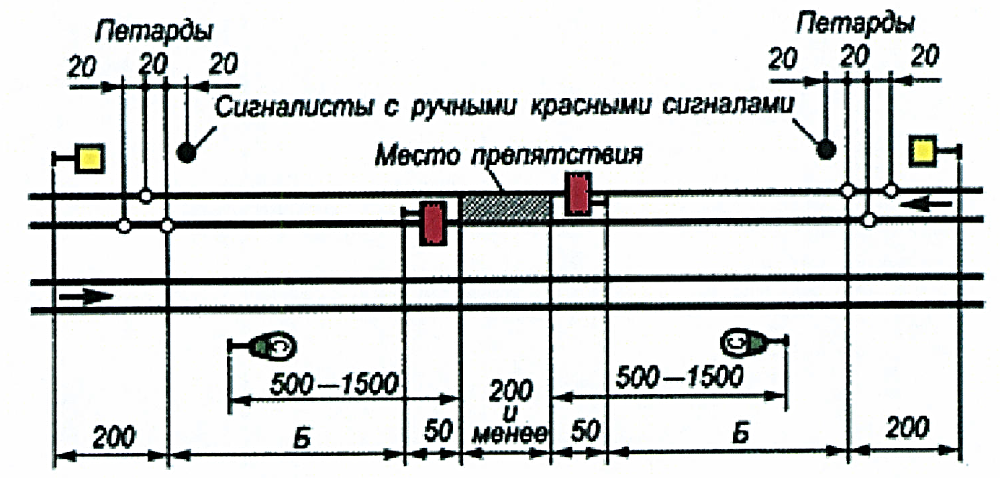 Петарды
Петарды
20 20 20
20 20 20
Сигналисты с ручными красными сигналами
Место препятствия
С
С
500—1500
500—1500
200
и
менее
200
Б
50
50
Б
200